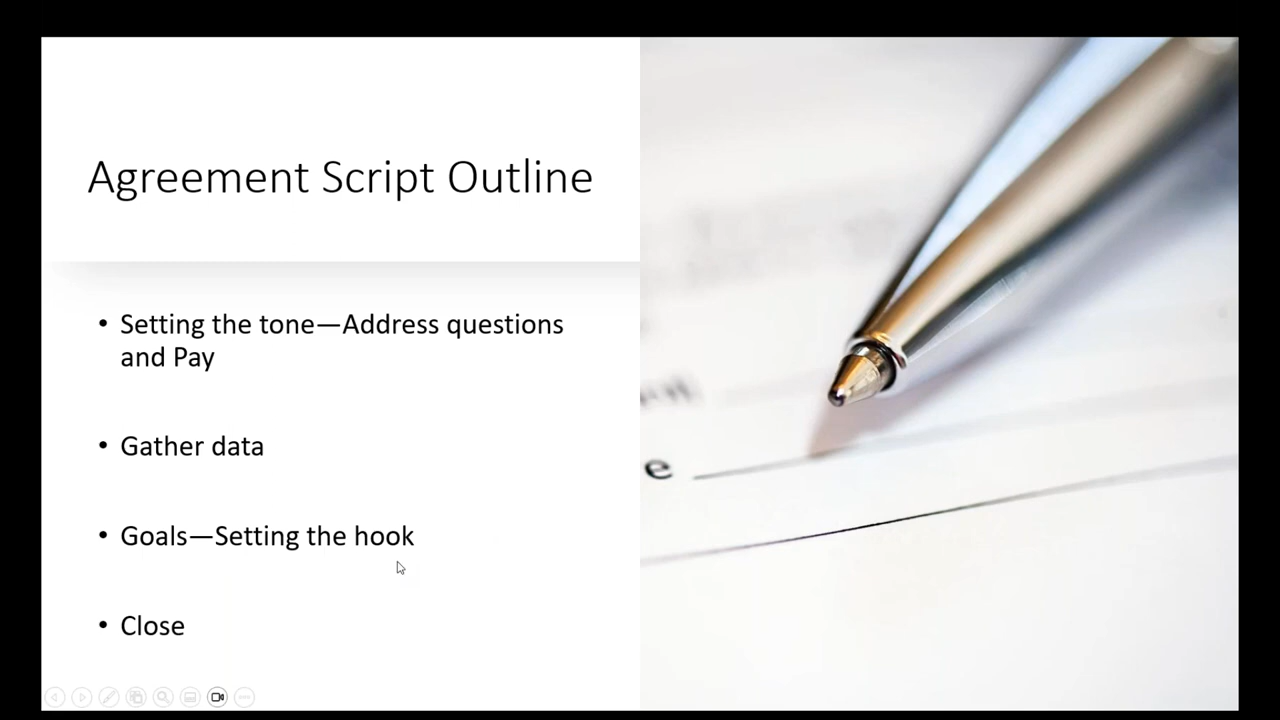 Agreement Script Outline
• Setting the tone—Address questions
and Pay
• Gather data
• Goals—Setting the hook
• Close
e